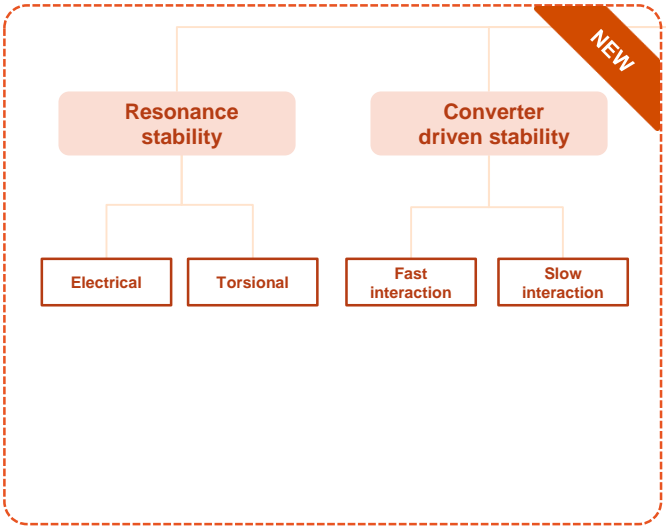 NEW
Resonance
stability
Converter
driven stability
Electrical
Torsional
Fast
interaction
Slow
interaction